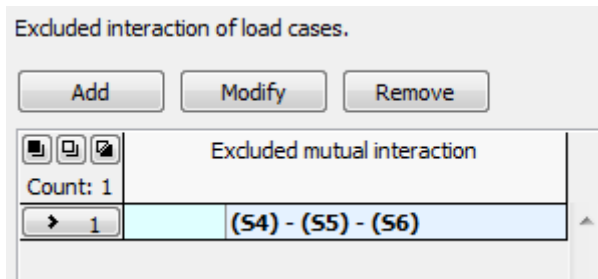 Excluded interaction of load cases.
Add Modify Remove
Excluded mutual interaction
Count: 1
1 (S4) - (S5) - (S6)